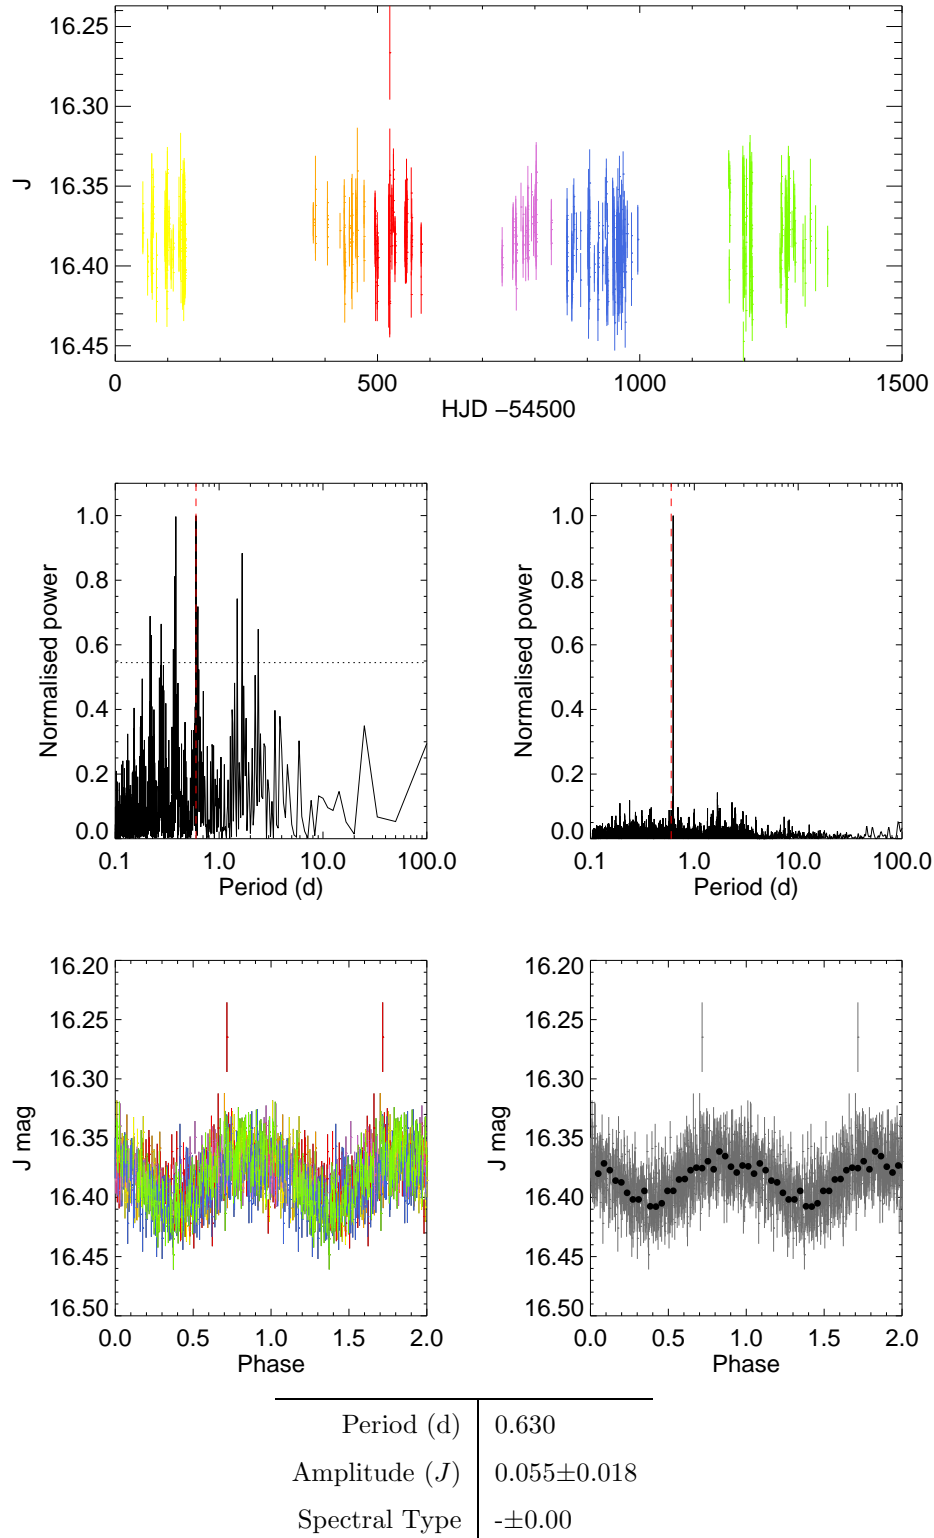 16.25
16.30
16.35
16.40
16.45
J
0 500 1000 1500
HJD −54500
1.0
0.8
0.6
0.4
0.2
0.0
Normalised power
0.1 1.0 10.0 100.0
Period (d)
1.0
0.8
0.6
0.4
0.2
0.0
Normalised power
0.1 1.0 10.0 100.0
Period (d)
16.20
16.25
16.30
16.35
16.40
16.45
16.50
J mag
0.0 0.5 1.0 1.5 2.0
Phase
16.20
16.25
16.30
16.35
16.40
16.45
16.50
J mag
0.0 0.5 1.0 1.5 2.0
Phase
Period (d) 0.630
Amplitude (J) 0.055±0.018
Spectral Type -±0.00